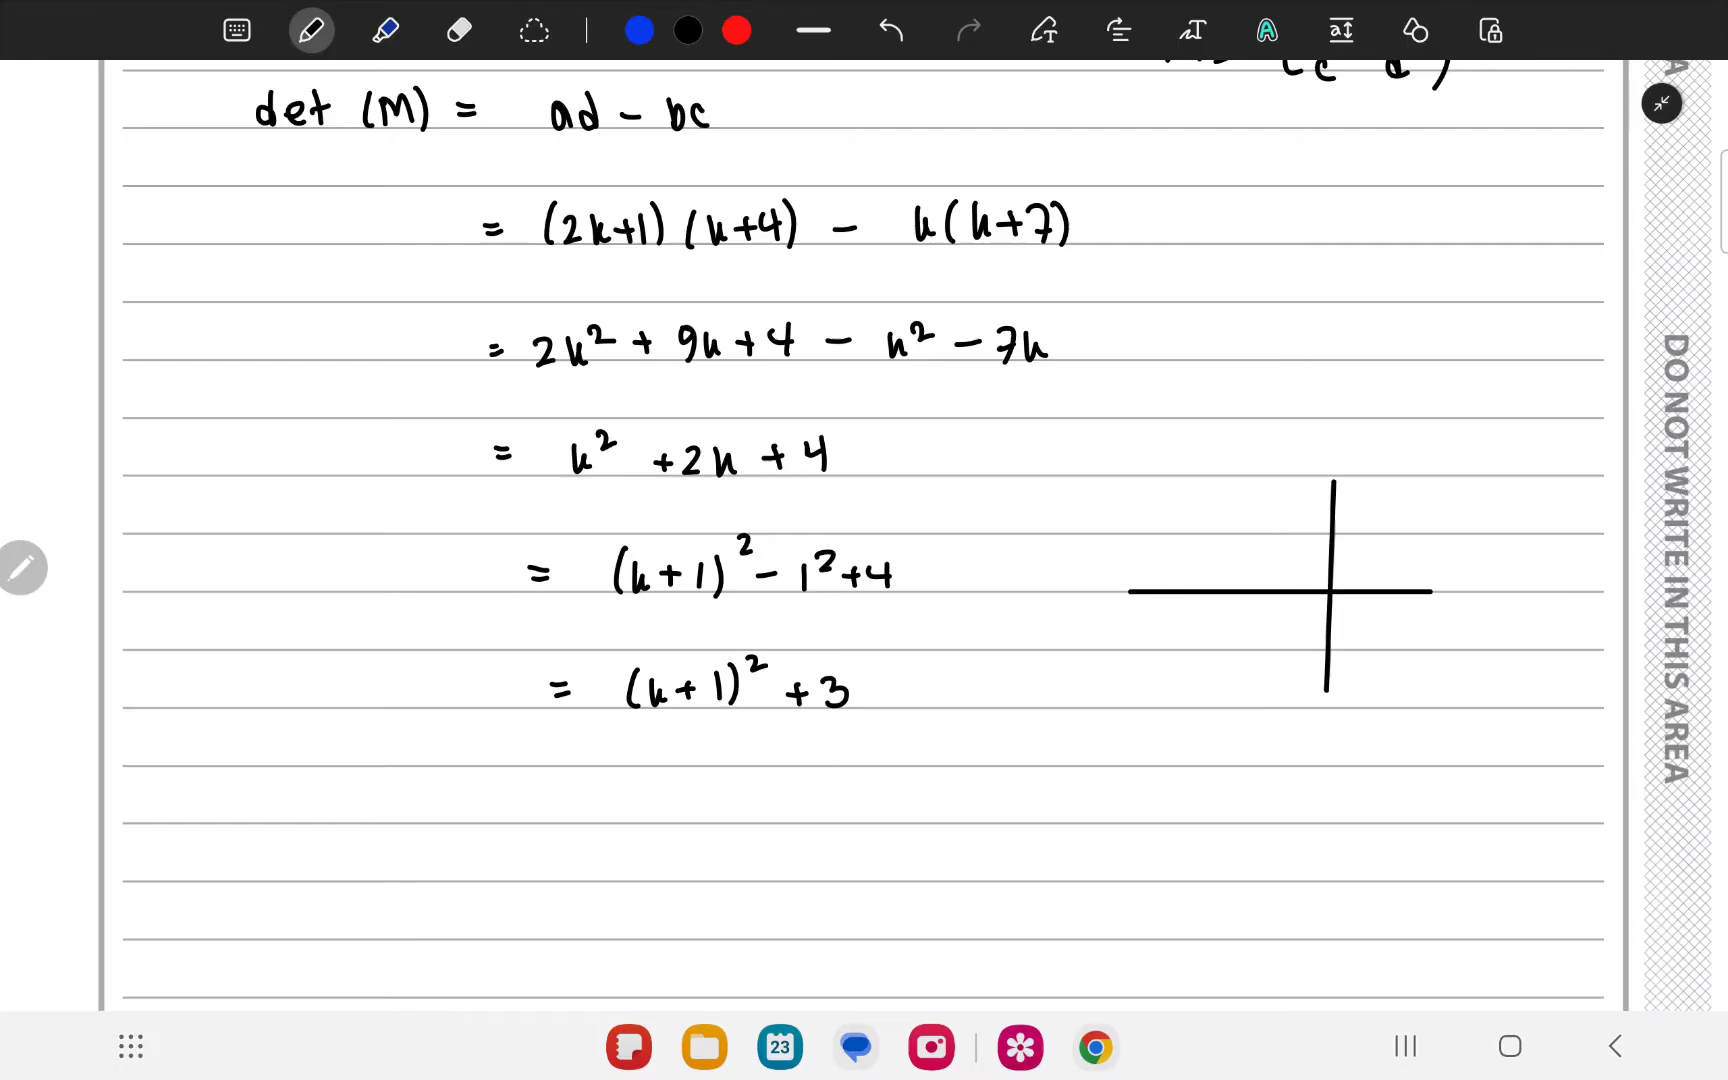 (c d)
det (M) = ad - bc
= (2k+1)(k+4) - k(k+7)
= 2k² + 9k + 4 - k² - 7k
= k² + 2k + 4
= (k+1)² - 1² + 4
= (k+1)² + 3
DO NOT WRITE IN THIS AREA
A
23